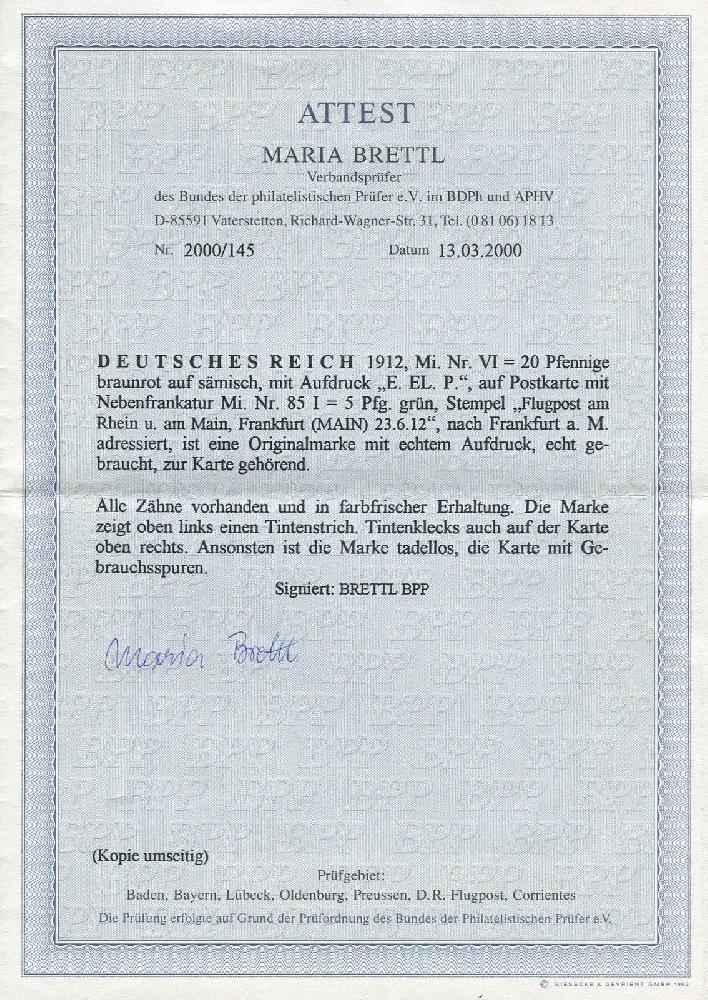 ATTEST
MARIA BRETTL
Verbandsprüfer
des Bundes der philatelistischen Prüfer e.V. im BDPh und APHV
D-85591 Vaterstetten, Richard-Wagner-Str. 31, Tel. (0 81 06) 18 13
Nr. 2000/145 Datum 13.03.2000
DEUTSCHES REICH 1912, Mi. Nr. VI = 20 Pfennige
braunrot auf sämisch, mit Aufdruck „E. EL. P.“, auf Postkarte mit
Nebenfrankatur Mi. Nr. 85 I = 5 Pfg. grün, Stempel „Flugpost am
Rhein u. am Main, Frankfurt (MAIN) 23.6.12“, nach Frankfurt a. M.
adressiert, ist eine Originalmarke mit echtem Aufdruck, echt ge-
braucht, zur Karte gehörend.
Alle Zähne vorhanden und in farbfrischer Erhaltung. Die Marke
zeigt oben links einen Tintenstrich. Tintenklecks auch auf der Karte
oben rechts. Ansonsten ist die Marke tadellos, die Karte mit Ge-
brauchsspuren.
Signiert: BRETTL BPP
Maria Brettl
(Kopie umseitig)
Prüfgebiet:
Baden, Bayern, Lübeck, Oldenburg, Preussen, D.R. Flugpost, Corrientes
Die Prüfung erfolgte auf Grund der Prüfordnung des Bundes der Philatelistischen Prüfer e.V.
© GIESECKE & DEVRIENT GMBH 1992